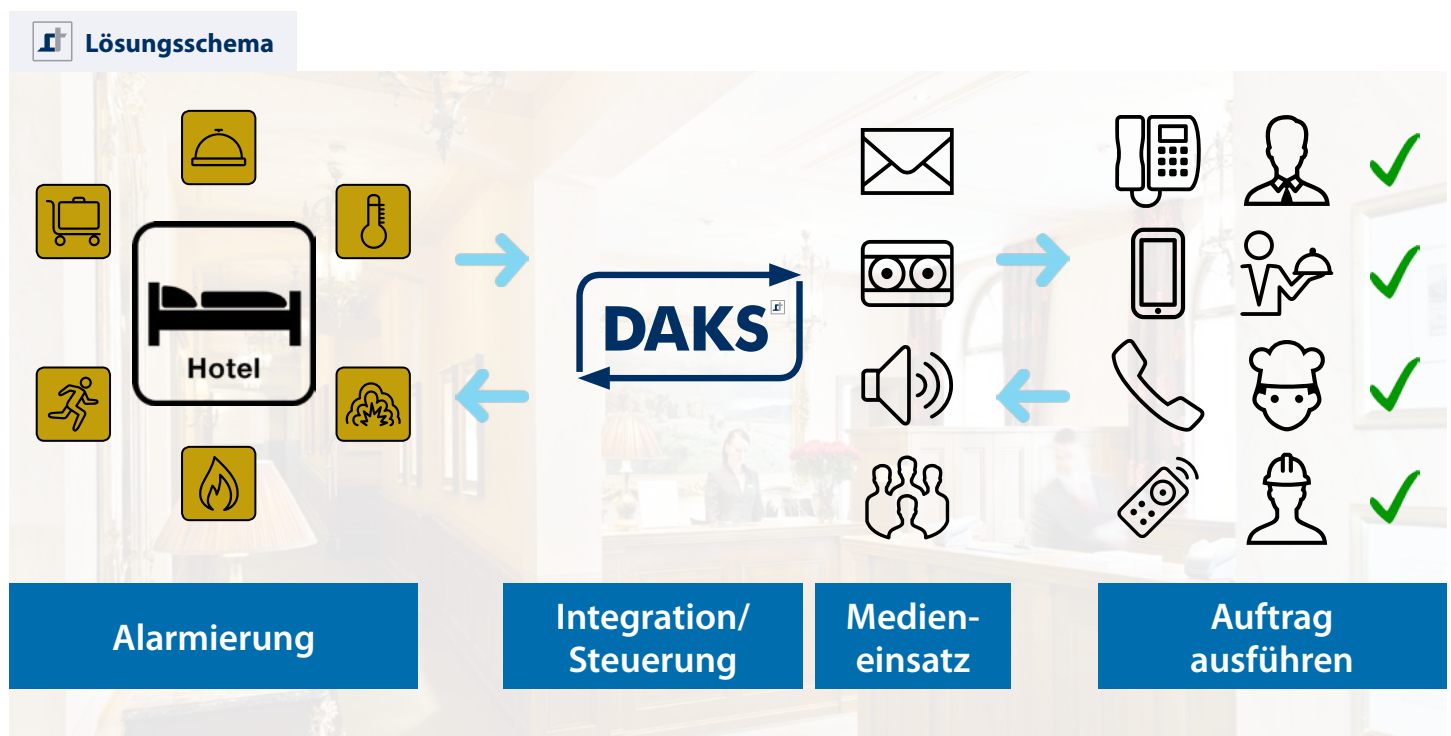 Lösungsschema
Hotel
DAKS
Alarmierung
Integration/
Steuerung
Medien-
einsatz
Auftrag
ausführen